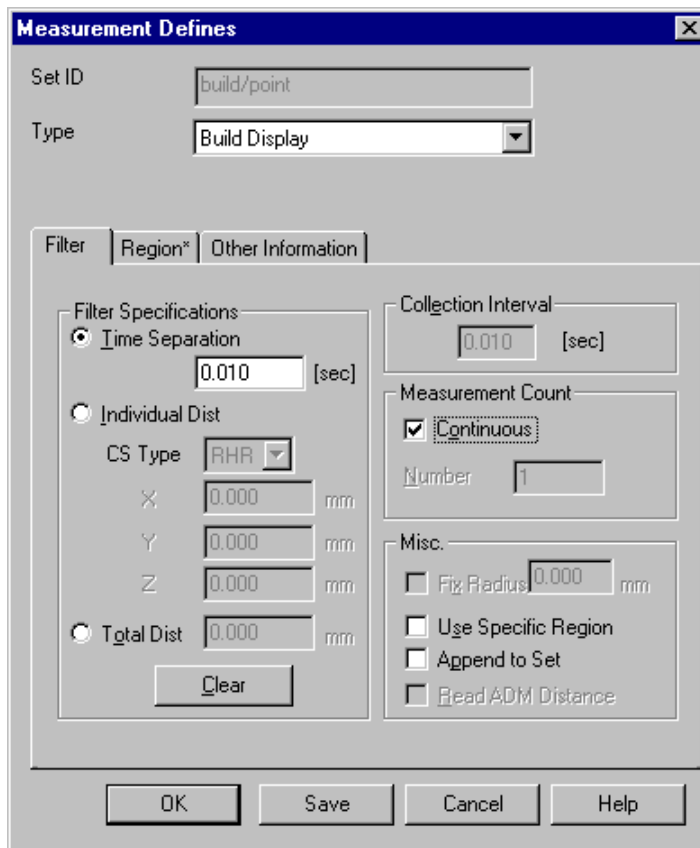 Measurement Defines
Set ID
build/point
Type
Build Display
Filter
Region*
Other Information
Filter Specifications
Time Separation
0.010 [sec]
Individual Dist
CS Type RHR
X 0.000 mm
Y 0.000 mm
Z 0.000 mm
Total Dist 0.000 mm
Clear
Collection Interval
0.010 [sec]
Measurement Count
Continuous
Number 1
Misc.
Fix Radius 0.000 mm
Use Specific Region
Append to Set
Read ADM Distance
OK
Save
Cancel
Help